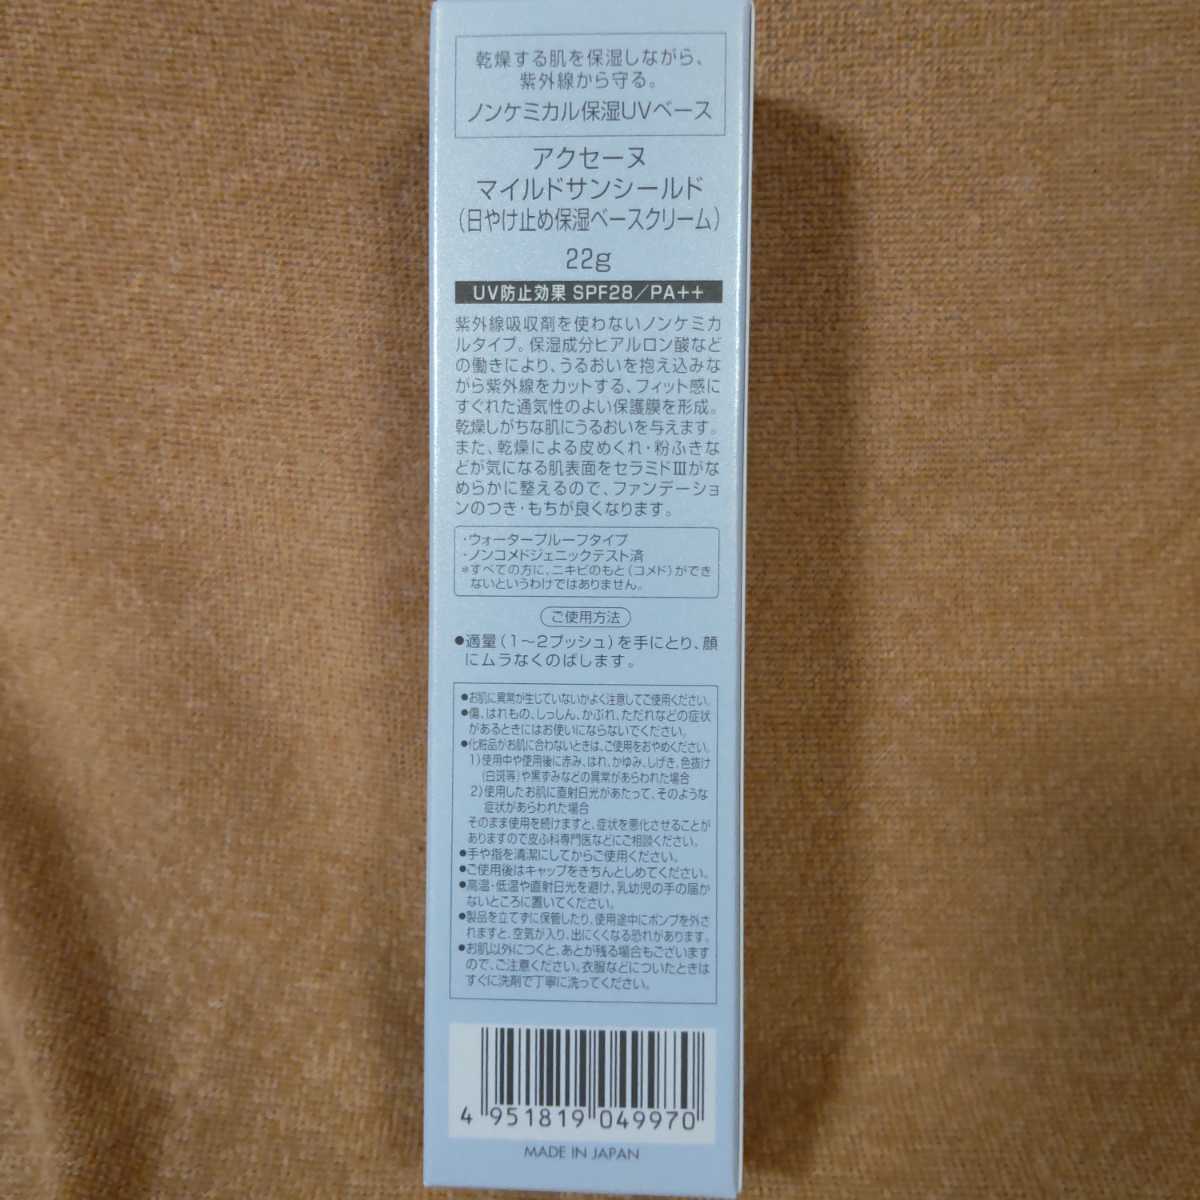 乾燥する肌を保湿しながら、
紫外線から守る。
ノンケミカル保湿UVベース
アクセーヌ
マイルドサンシールド
(日やけ止め保湿ベースクリーム)
22g
UV防止効果 SPF28/PA++
紫外線吸収剤を使わないノンケミカ
ルタイプ。保湿成分ヒアルロン酸など
の働きにより、うるおいを抱え込みな
がら紫外線をカットする、フィット感に
すぐれた通気性のよい保護膜を形成。
乾燥しがちな肌にうるおいを与えます。
また、乾燥による皮めくれ・粉ふきな
どが気になる肌表面をセラミドⅢがな
めらかに整えるので、ファンデーショ
ンのつき・もちが良くなります。
・ウォータープルーフタイプ
・ノンコメドジェニックテスト済
*すべての方に、ニキビのもと(コメド)ができ
ないというわけではありません。
ご使用方法
●適量(1〜2プッシュ)を手にとり、顔
にムラなくのばします。
●お肌に異常が生じていないかよく注意してご使用ください。
●傷、はれもの、しっしん、かぶれ、ただれなどの症状
があるときにはお使いにならないでください。
●化粧品がお肌に合わないときは、ご使用をおやめください。
1)使用中や使用後に赤み、はれ、かゆみ、しげき、色抜け
(白斑等)や黒ずみなどの異常があらわれた場合
2)使用したお肌に直射日光があたって、そのような
症状があらわれた場合
そのまま使用を続けますと、症状を悪化させることが
ありますので皮ふ科専門医などにご相談ください。
●手や指を清潔にしてからご使用ください。
●ご使用後はキャップをきちんとしめてください。
●高温・低温や直射日光を避け、乳幼児の手の届か
ないところに置いてください。
●製品を立てずに保管したり、使用途中にポンプを外さ
れますと、空気が入り、出にくくなる恐れがあります。
●お肌以外につくと、あとが残る場合もございます
ので、ご注意ください。衣服などについたときは
すぐに洗剤で丁寧に洗ってください。
4 951819 049970
MADE IN JAPAN